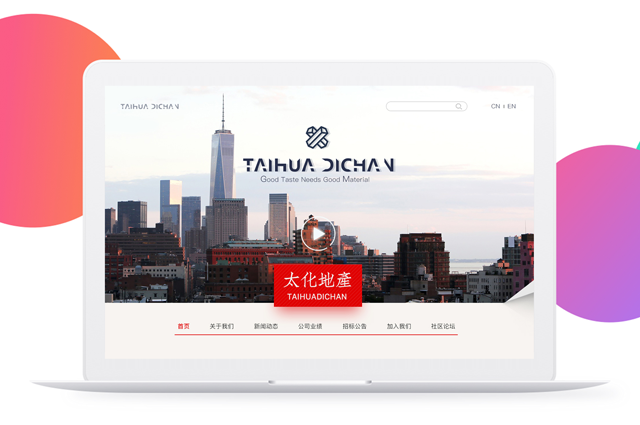 TAIHUA DICHAN
CN | EN
TAIHUA DICHAN
Good Taste Needs Good Material
太化地產
TAIHUADICHAN
首页 关于我们 新闻动态 公司业绩 招标公告 加入我们 社区论坛